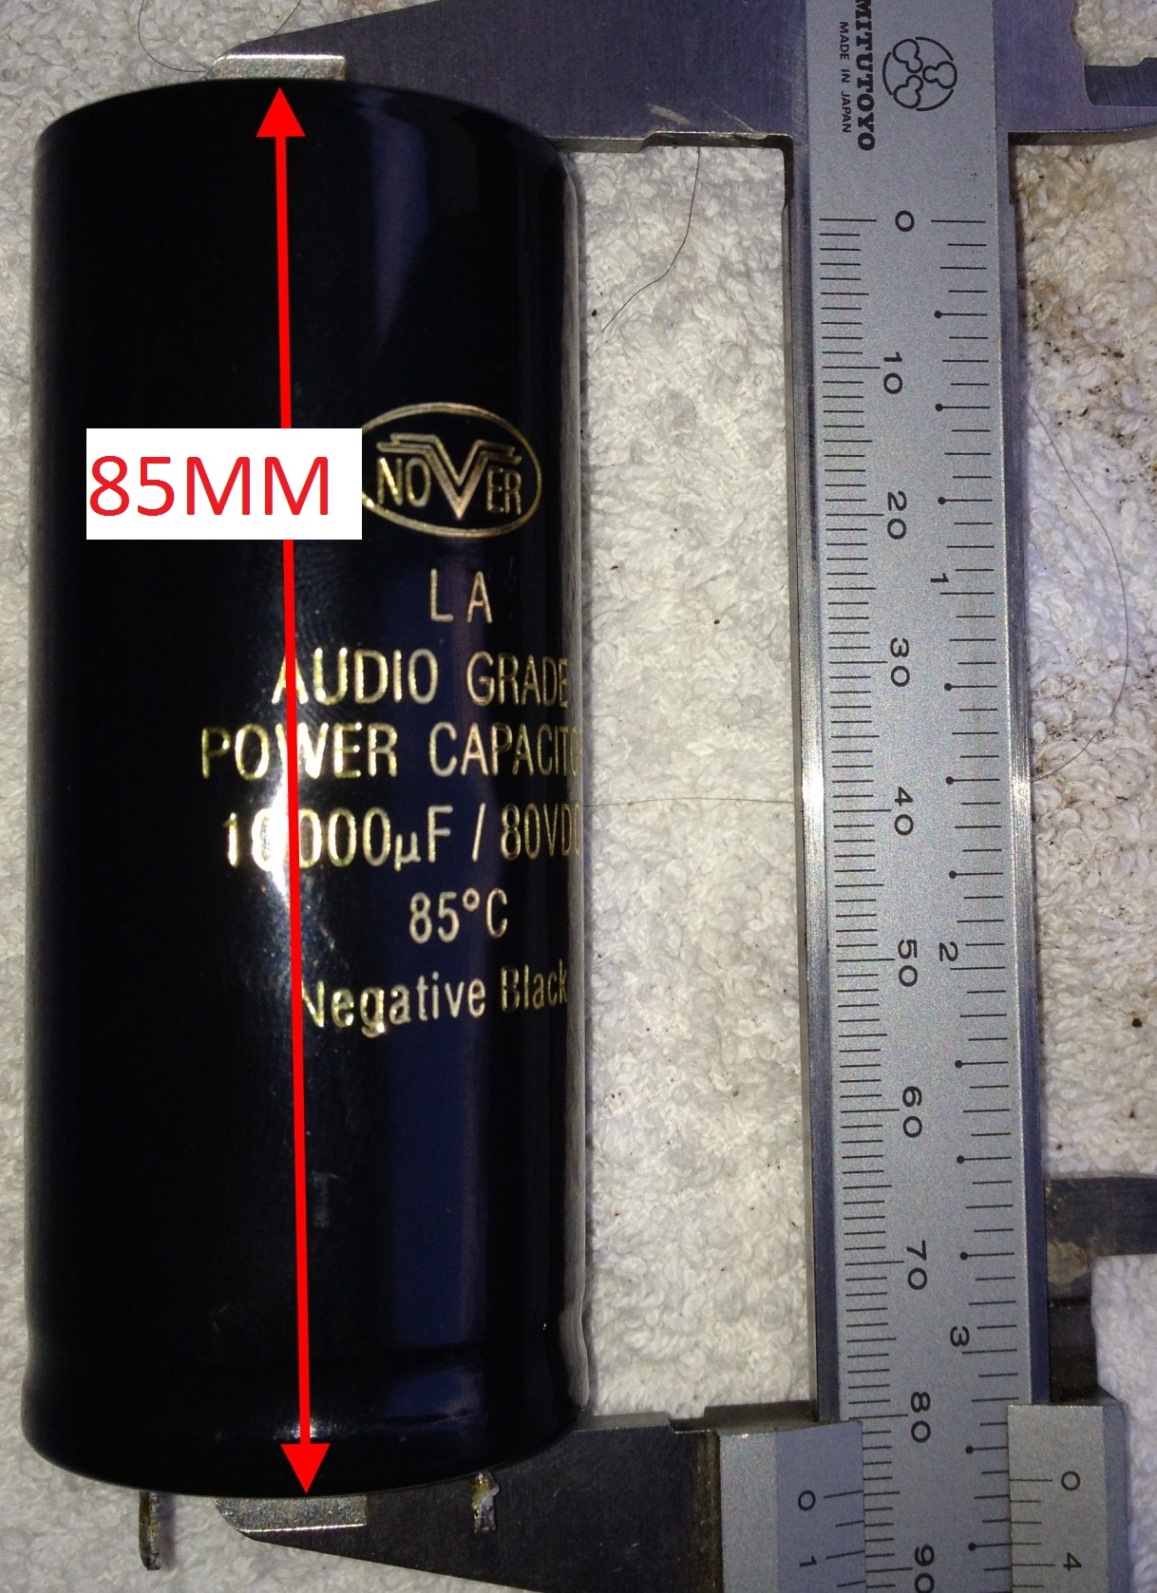 MITUTOYO
MADE IN JAPAN
85MM
NOVER
LA
AUDIO GRADE
POWER CAPACITO
10000µF / 80VDC
85°C
Negative Black
0
10
20
30
40
50
60
70
80
90
1
2
3
0
1
0
4